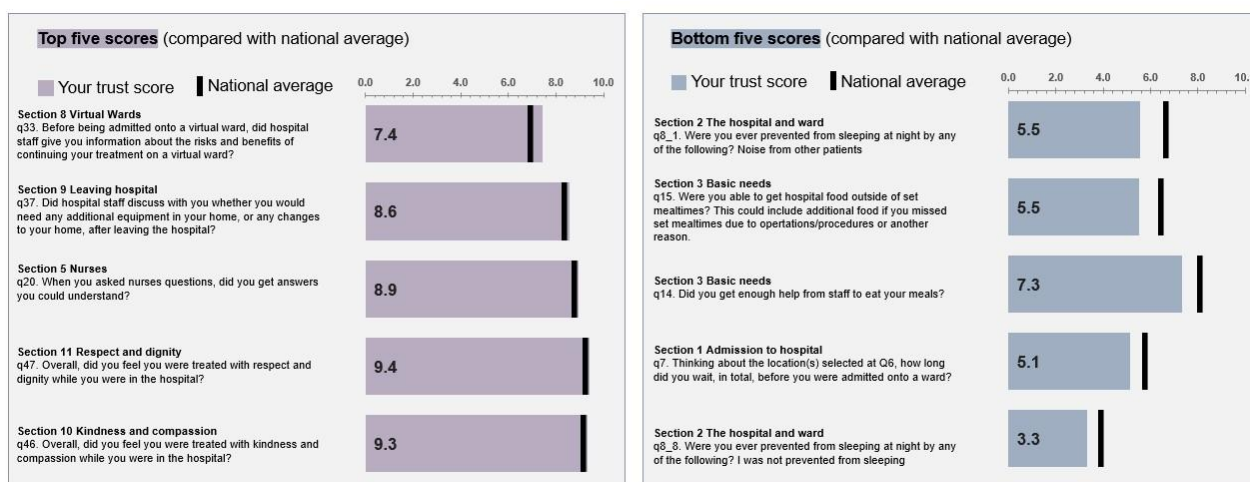 Top five scores (compared with national average)
Your trust score
National average
0.0 2.0 4.0 6.0 8.0 10.0
Section 8 Virtual Wards
q33. Before being admitted onto a virtual ward, did hospital
staff give you information about the risks and benefits of
continuing your treatment on a virtual ward?
7.4
Section 9 Leaving hospital
q37. Did hospital staff discuss with you whether you would
need any additional equipment in your home, or any changes
to your home, after leaving the hospital?
8.6
Section 5 Nurses
q20. When you asked nurses questions, did you get answers
you could understand?
8.9
Section 11 Respect and dignity
q47. Overall, did you feel you were treated with respect and
dignity while you were in the hospital?
9.4
Section 10 Kindness and compassion
q46. Overall, did you feel you were treated with kindness and
compassion while you were in the hospital?
9.3
Bottom five scores (compared with national average)
Your trust score
National average
0.0 2.0 4.0 6.0 8.0 10.
Section 2 The hospital and ward
q8_1. Were you ever prevented from sleeping at night by any
of the following? Noise from other patients
5.5
Section 3 Basic needs
q15. Were you able to get hospital food outside of set
mealtimes? This could include additional food if you missed
set mealtimes due to opertations/procedures or another
reason.
5.5
Section 3 Basic needs
q14. Did you get enough help from staff to eat your meals?
7.3
Section 1 Admission to hospital
q7. Thinking about the location(s) selected at Q6, how long
did you wait, in total, before you were admitted onto a ward?
5.1
Section 2 The hospital and ward
q8_8. Were you ever prevented from sleeping at night by any
of the following? I was not prevented from sleeping
3.3